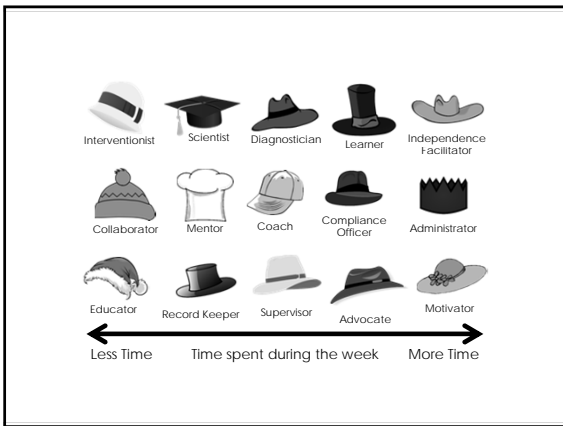 Interventionist Scientist Diagnostician Learner Independence
Facilitator
Collaborator Mentor Coach Compliance
Officer Administrator
Educator Record Keeper Supervisor Advocate Motivator
Less Time Time spent during the week More Time